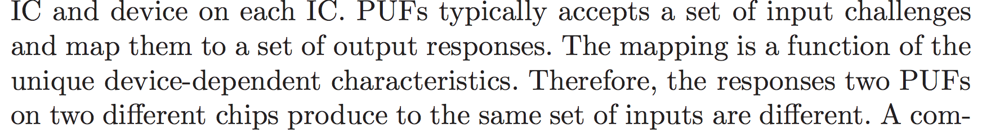 IC and device on each IC. PUFs typically accepts a set of input challenges
and map them to a set of output responses. The mapping is a function of the
unique device-dependent characteristics. Therefore, the responses two PUFs
on two different chips produce to the same set of inputs are different. A com-